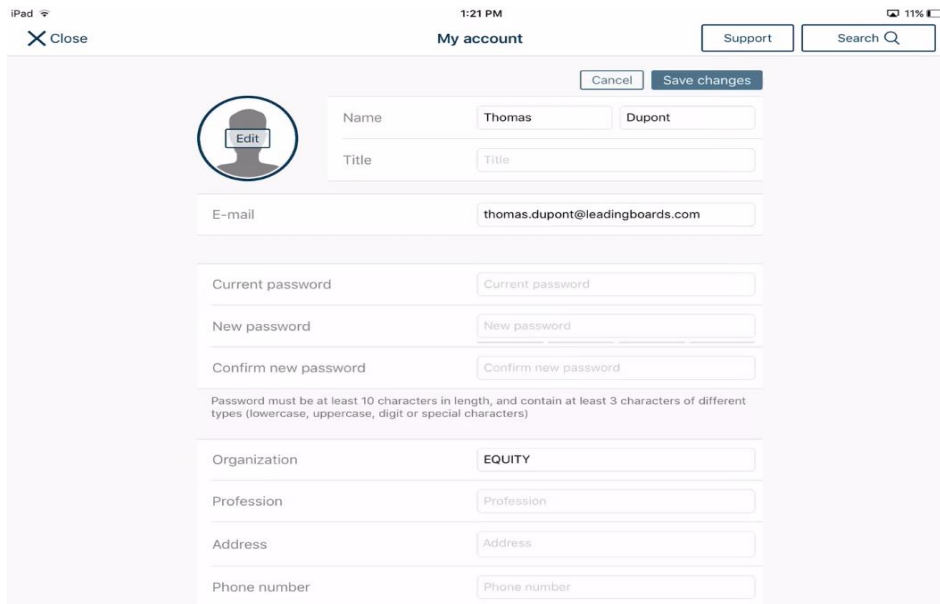 iPad 1:21 PM 11%
Close My account Support Search
Cancel Save changes
Edit
Name Thomas Dupont
Title Title
E-mail thomas.dupont@leadingboards.com
Current password Current password
New password New password
Confirm new password Confirm new password
Password must be at least 10 characters in length, and contain at least 3 characters of different
types (lowercase, uppercase, digit or special characters)
Organization EQUITY
Profession Profession
Address Address
Phone number Phone number